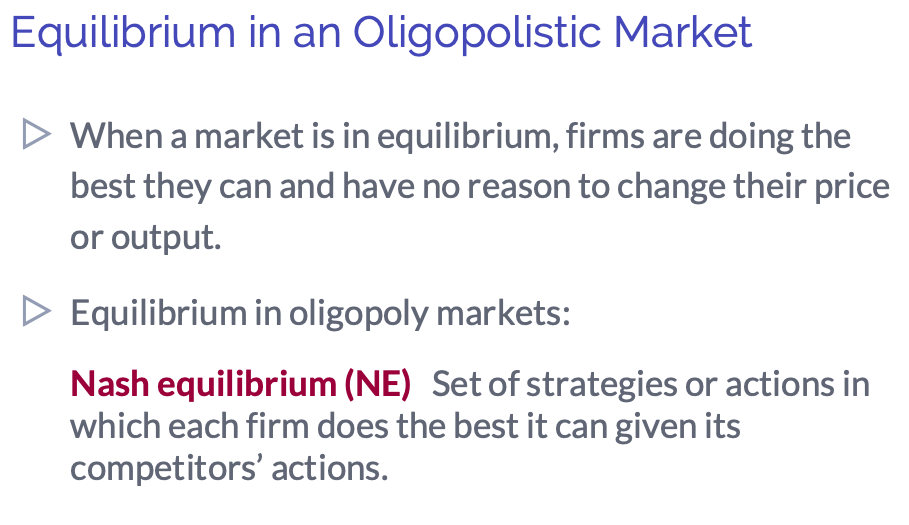 Equilibrium in an Oligopolistic Market
When a market is in equilibrium, firms are doing the
best they can and have no reason to change their price
or output.
Equilibrium in oligopoly markets:
Nash equilibrium (NE) Set of strategies or actions in
which each firm does the best it can given its
competitors’ actions.